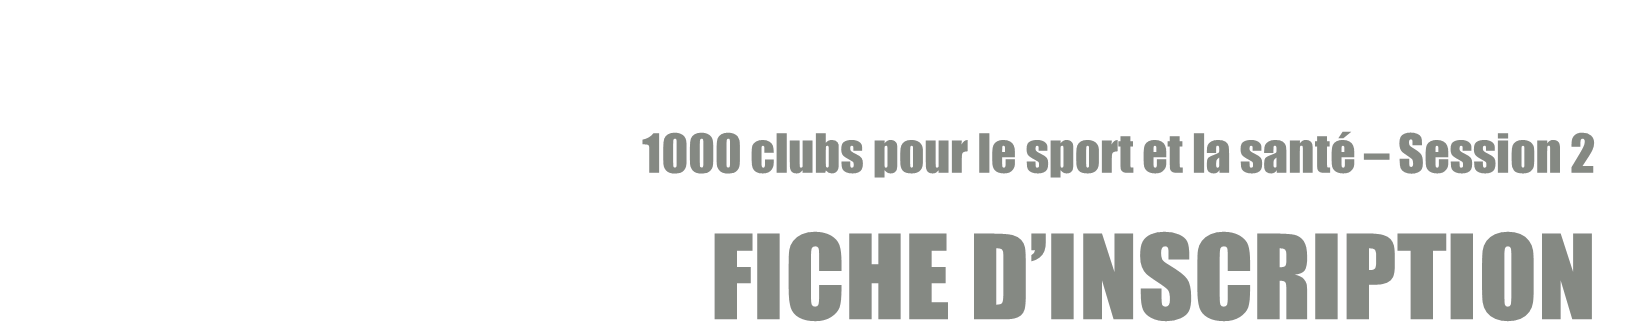 1000 clubs pour le sport et la santé – Session 2
FICHE D’INSCRIPTION